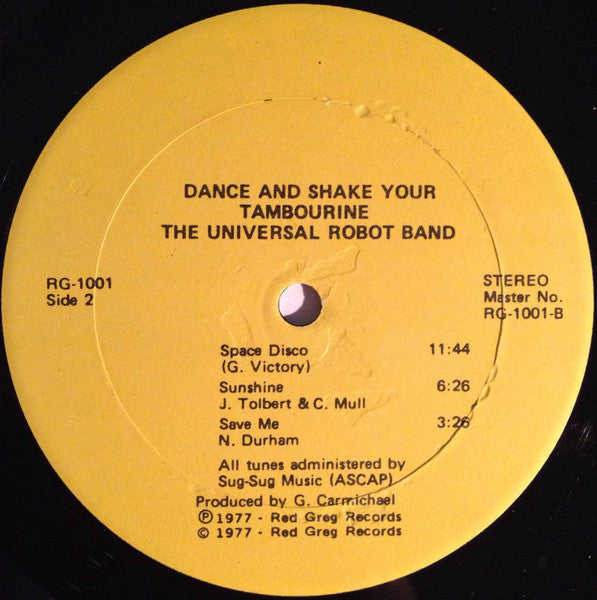 DANCE AND SHAKE YOUR
TAMBOURINE
THE UNIVERSAL ROBOT BAND
RG-1001
Side 2
STEREO
Master No.
RG-1001-B
Space Disco 11:44
(G. Victory)
Sunshine 6:26
J. Tolbert & C. Mull
Save Me 3:26
N. Durham
All tunes administered by
Sug-Sug Music (ASCAP)
Produced by G. Carmichael
℗ 1977 - Red Greg Records
© 1977 - Red Greg Records